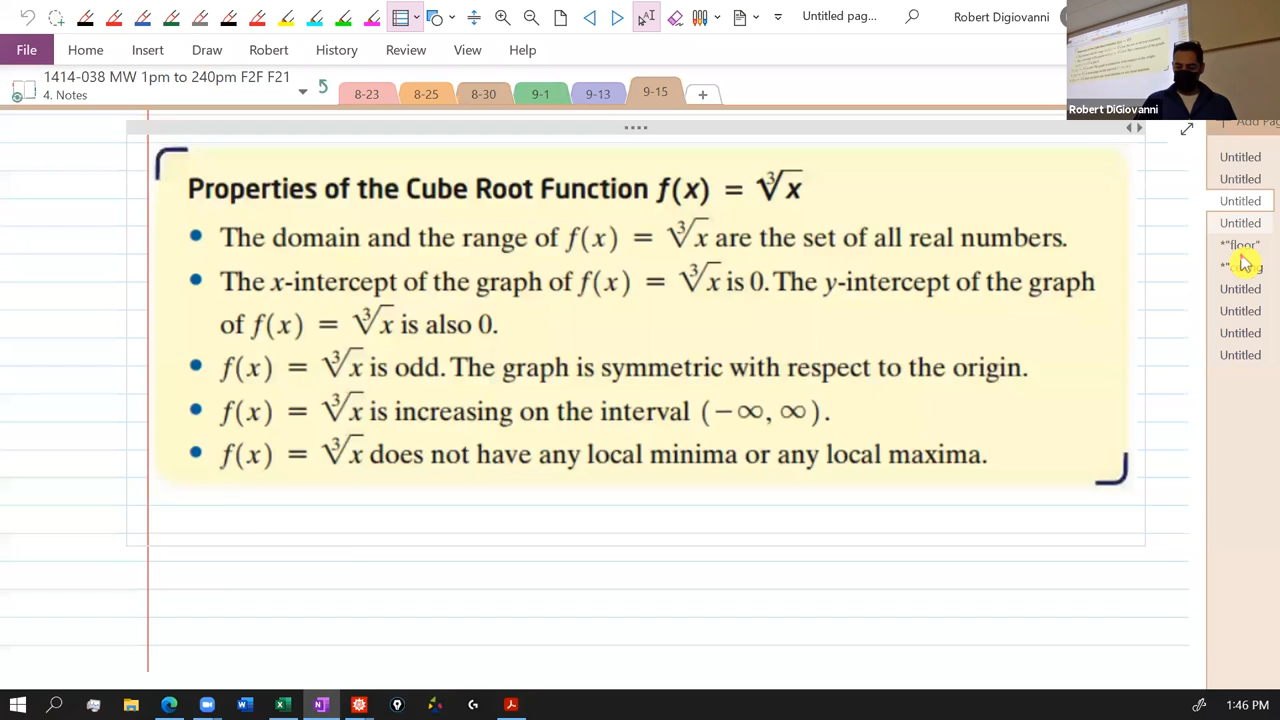 Untitled pag...
Robert Digiovanni
File
Home
Insert
Draw
Robert
History
Review
View
Help
1414-038 MW 1pm to 240pm F2F F21
4. Notes
8-23
8-25
8-30
9-1
9-13
9-15
Robert DiGiovanni
Add Pag
Properties of the Cube Root Function f(x) = ∛x
• The domain and the range of f(x) = ∛x are the set of all real numbers.
• The x-intercept of the graph of f(x) = ∛x is 0. The y-intercept of the graph
of f(x) = ∛x is also 0.
• f(x) = ∛x is odd. The graph is symmetric with respect to the origin.
• f(x) = ∛x is increasing on the interval (−∞, ∞).
• f(x) = ∛x does not have any local minima or any local maxima.
Untitled
Untitled
Untitled
Untitled
*"floor"
Untitled
Untitled
Untitled
Untitled
1:46 PM